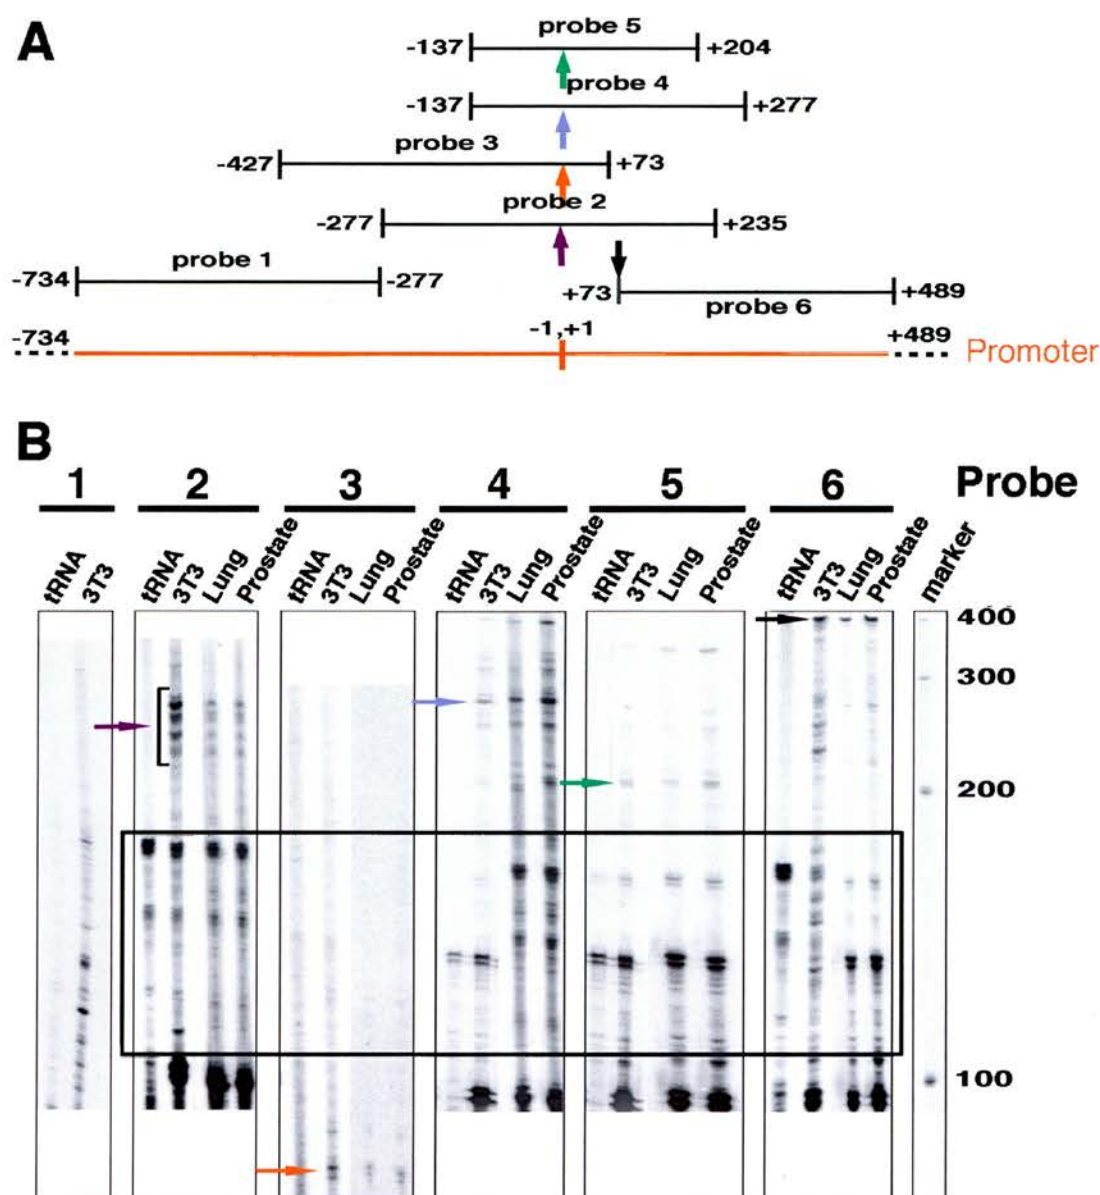 A
probe 5
-137 +204
probe 4
-137 +277
probe 3
-427 +73
probe 2
-277 +235
probe 1
-734 -277
+73 +489
probe 6
-1,+1
-734 +489
Promoter
B
1 2 3 4 5 6 Probe
tRNA 3T3 tRNA 3T3 Lung Prostate tRNA 3T3 Lung Prostate tRNA 3T3 Lung Prostate tRNA 3T3 Lung Prostate tRNA 3T3 Lung Prostate marker
400
300
200
100